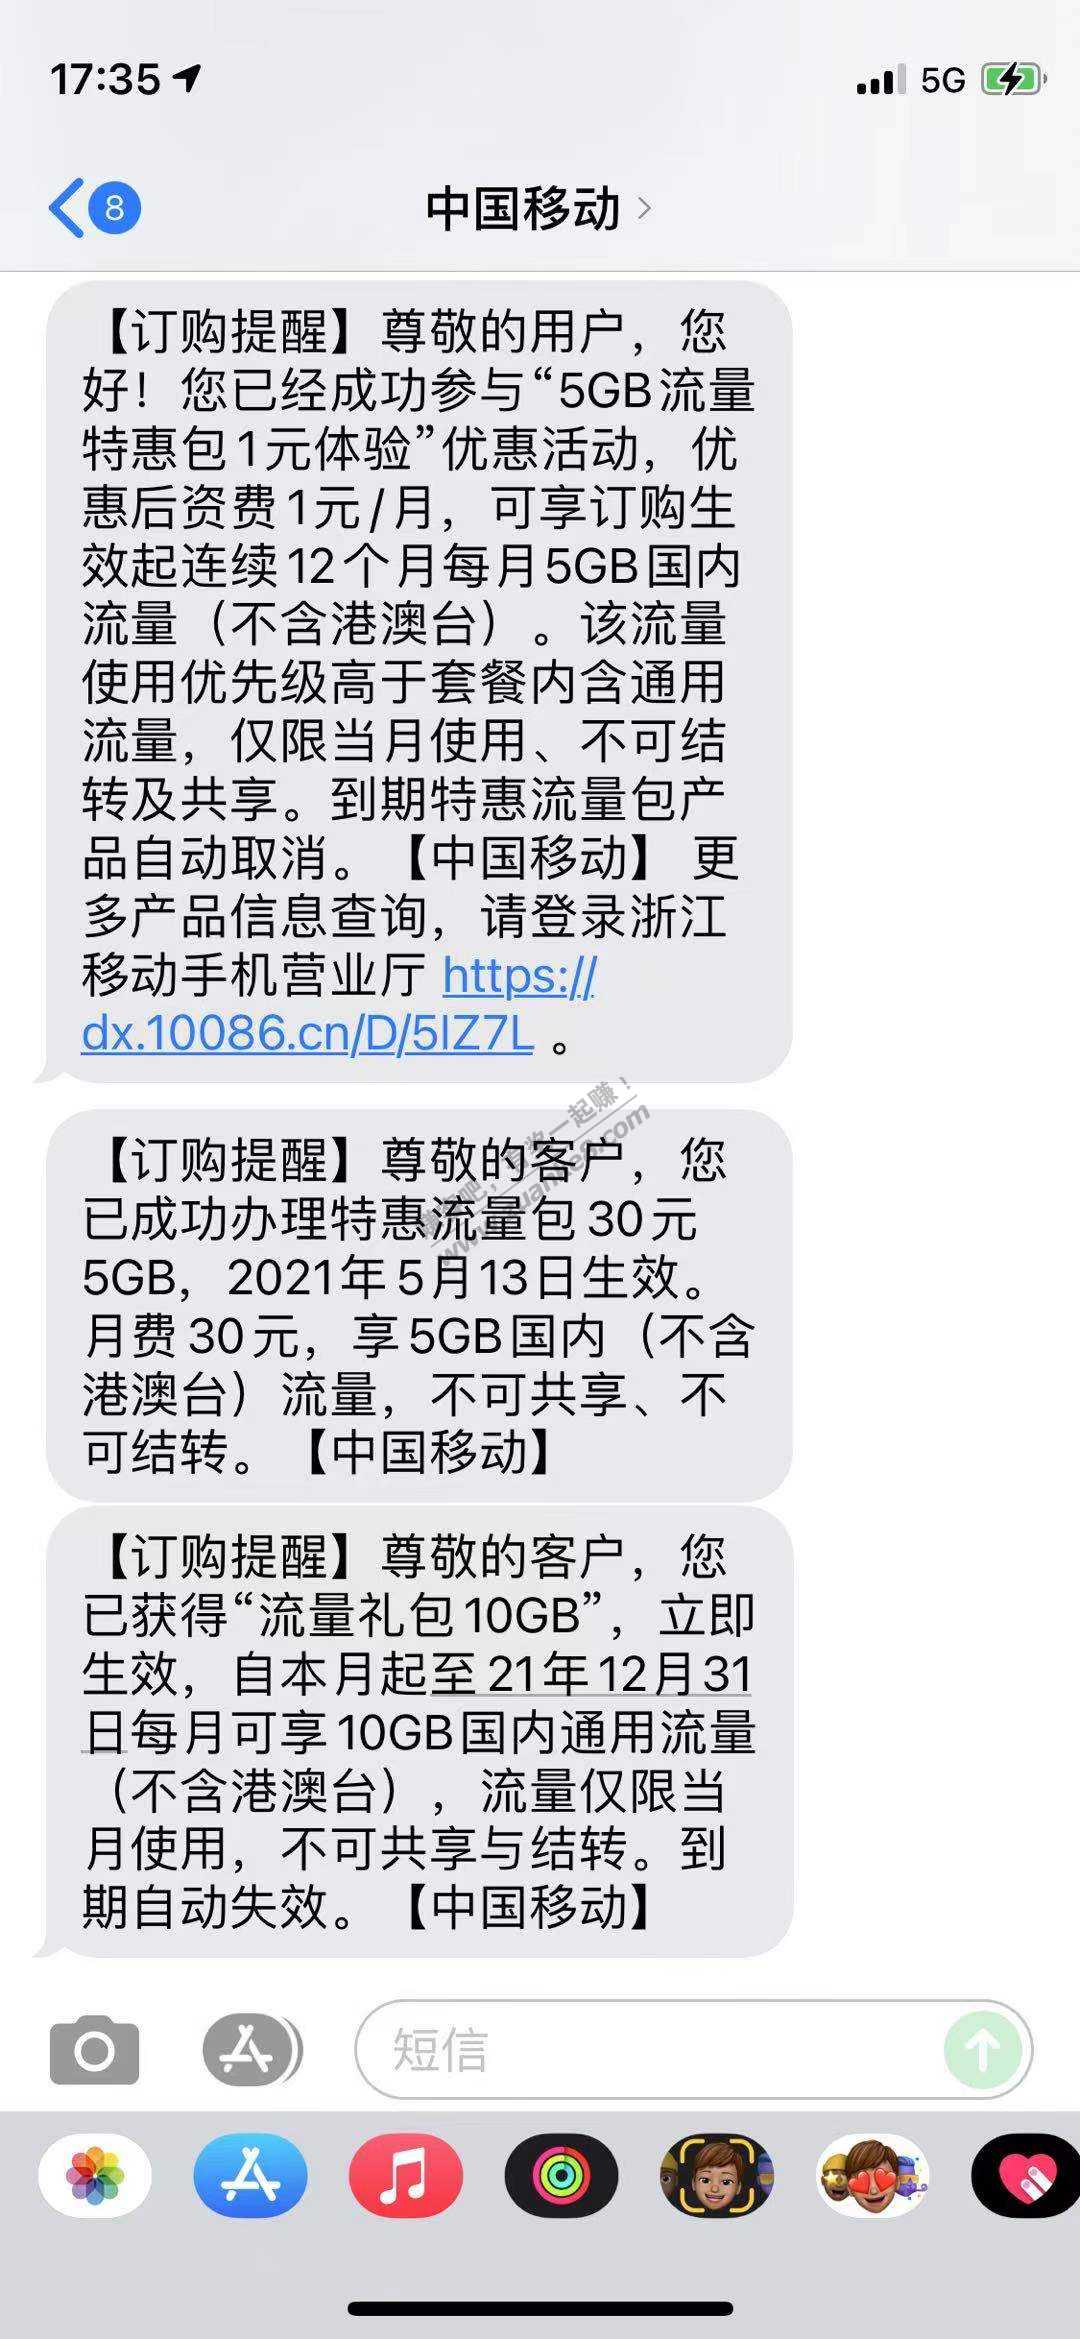 17:35
5G
8
中国移动
【订购提醒】尊敬的用户，您
好！您已经成功参与“5GB流量
特惠包1元体验”优惠活动，优
惠后资费1元/月，可享订购生
效起连续12个月每月5GB国内
流量（不含港澳台）。该流量
使用优先级高于套餐内含通用
流量，仅限当月使用、不可结
转及共享。到期特惠流量包产
品自动取消。【中国移动】 更
多产品信息查询，请登录浙江
移动手机营业厅 https://
dx.10086.cn/D/5IZ7L 。
【订购提醒】尊敬的客户，您
已成功办理特惠流量包30元
5GB，2021年5月13日生效。
月费30元，享5GB国内（不含
港澳台）流量，不可共享、不
可结转。【中国移动】
【订购提醒】尊敬的客户，您
已获得“流量礼包10GB”，立即
生效，自本月起至21年12月31
日每月可享10GB国内通用流量
（不含港澳台），流量仅限当
月使用，不可共享与结转。到
期自动失效。【中国移动】
短信